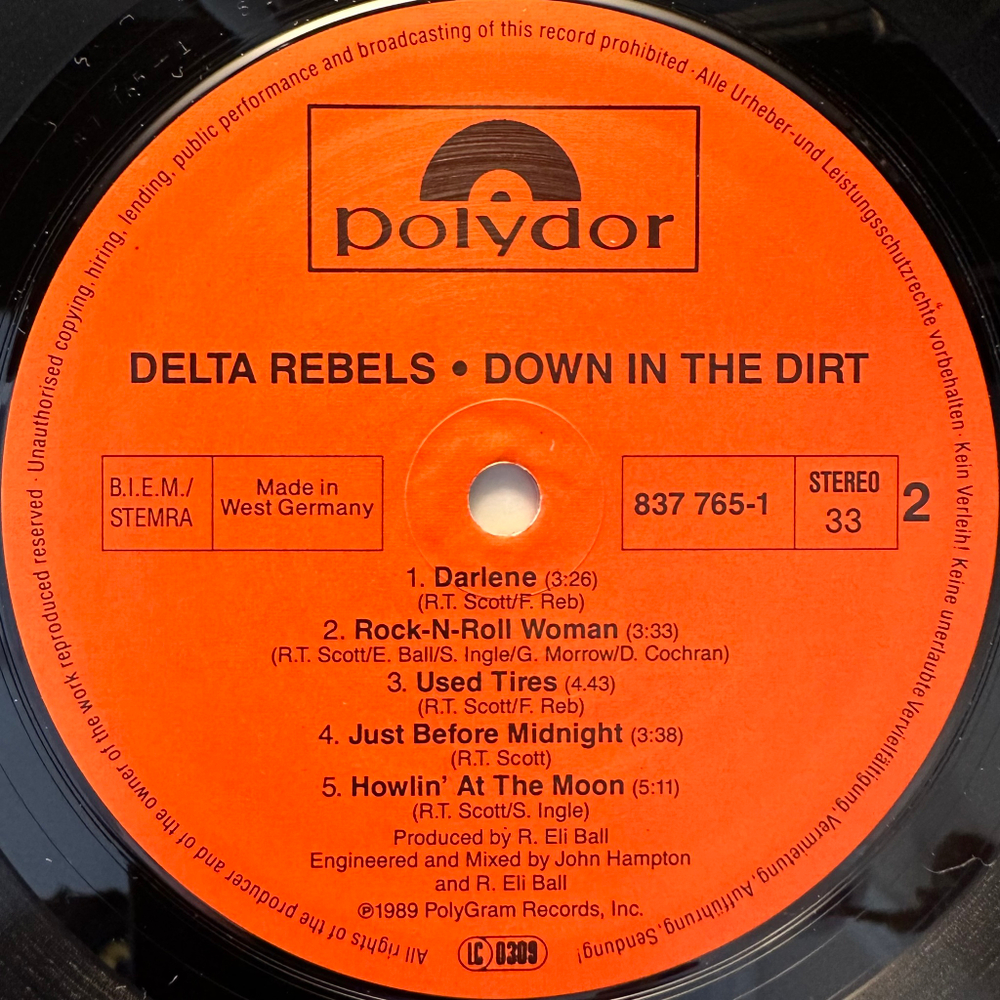 All rights of the producer and of the owner of the work reproduced reserved · Unauthorised copying, hiring, lending, public performance and broadcasting of this record prohibited · Alle Urheber- und Leistungsschutzrechte vorbehalten · Kein Verleih! Keine unerlaubte Vervielfältigung, Vermietung, Aufführung, Sendung!
polydor
DELTA REBELS • DOWN IN THE DIRT
B.I.E.M./
STEMRA
Made in
West Germany
837 765-1
STEREO
33
2
1. Darlene (3:26)
(R.T. Scott/F. Reb)
2. Rock-N-Roll Woman (3:33)
(R.T. Scott/E. Ball/S. Ingle/G. Morrow/D. Cochran)
3. Used Tires (4.43)
(R.T. Scott/F. Reb)
4. Just Before Midnight (3:38)
(R.T. Scott)
5. Howlin' At The Moon (5:11)
(R.T. Scott/S. Ingle)
Produced by R. Eli Ball
Engineered and Mixed by John Hampton
and R. Eli Ball
℗1989 PolyGram Records, Inc.
LC 0309